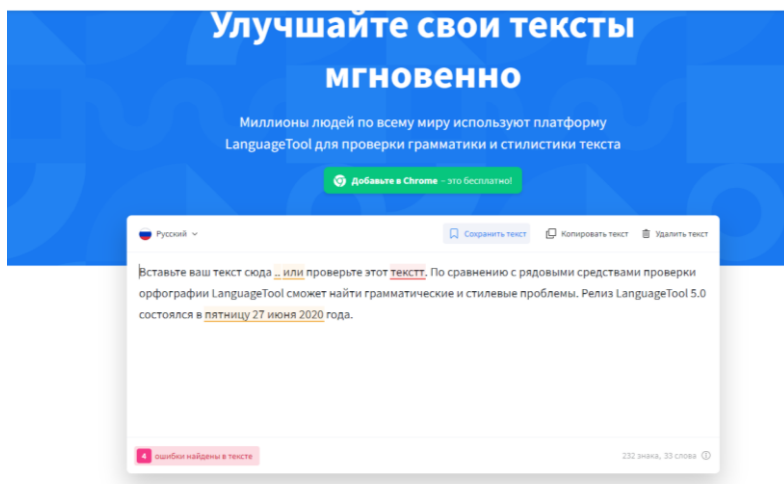 Улучшайте свои тексты
мгновенно
Миллионы людей по всему миру используют платформу
LanguageTool для проверки грамматики и стилистики текста
Добавьте в Chrome – это бесплатно!
Русский Сохранить текст Копировать текст Удалить текст
Вставьте ваш текст сюда .. или проверьте этот текстт. По сравнению с рядовыми средствами проверки
орфографии LanguageTool сможет найти грамматические и стилевые проблемы. Релиз LanguageTool 5.0
состоялся в пятницу 27 июня 2020 года.
4 ошибки найдены в тексте 232 знака, 33 слова